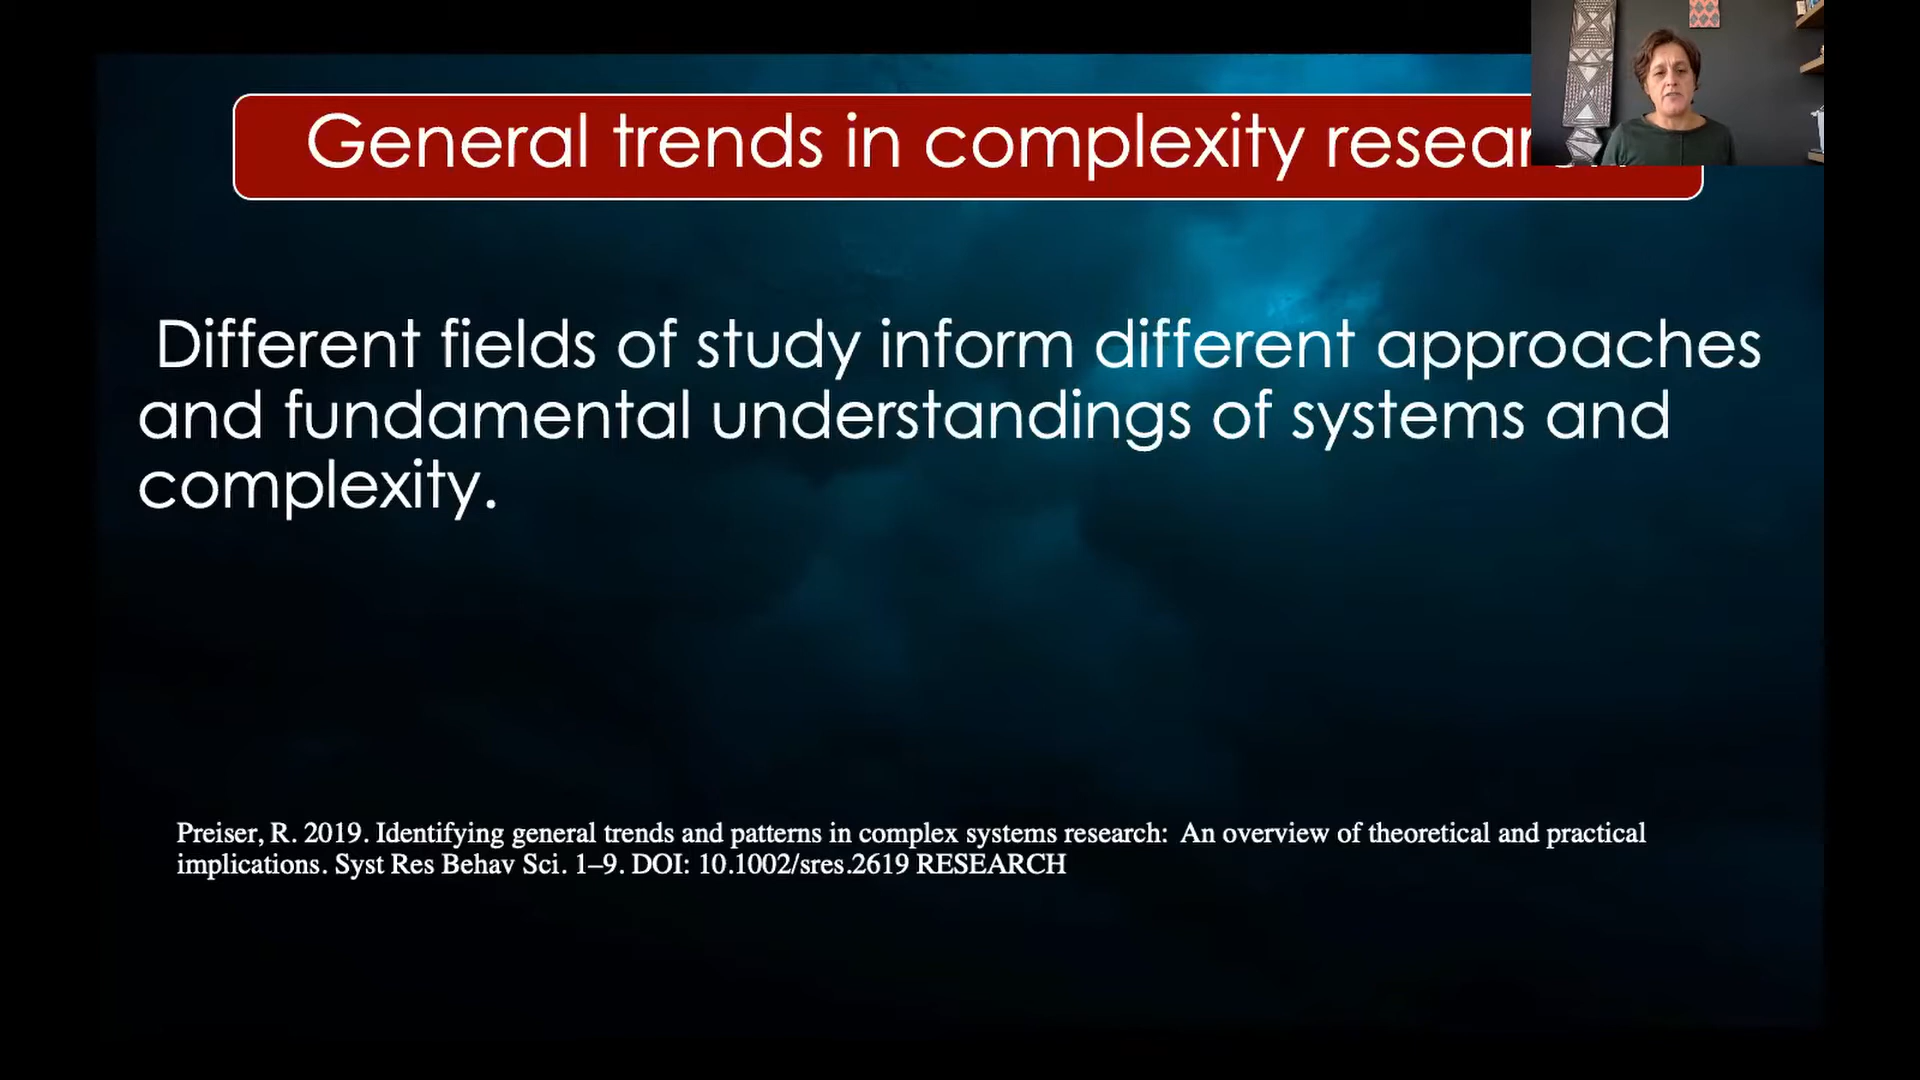 General trends in complexity
Different fields of study inform different approaches
and fundamental understandings of systems and
complexity.
Preiser, R. 2019. Identifying general trends and patterns in complex systems research: An overview of theoretical and practical
implications. Syst Res Behav Sci. 1–9. DOI: 10.1002/sres.2619 RESEARCH